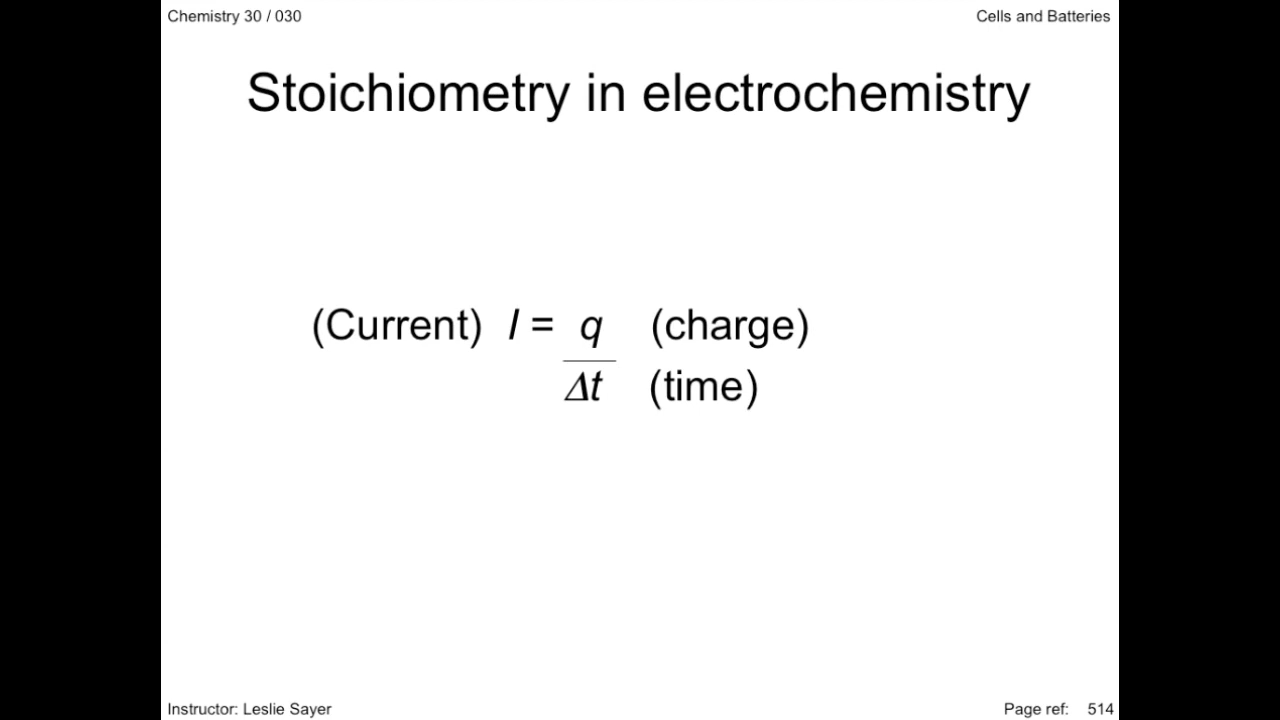 Chemistry 30 / 030
Cells and Batteries
Stoichiometry in electrochemistry
(Current) I = q (charge)
Δt (time)
Instructor: Leslie Sayer
Page ref: 514